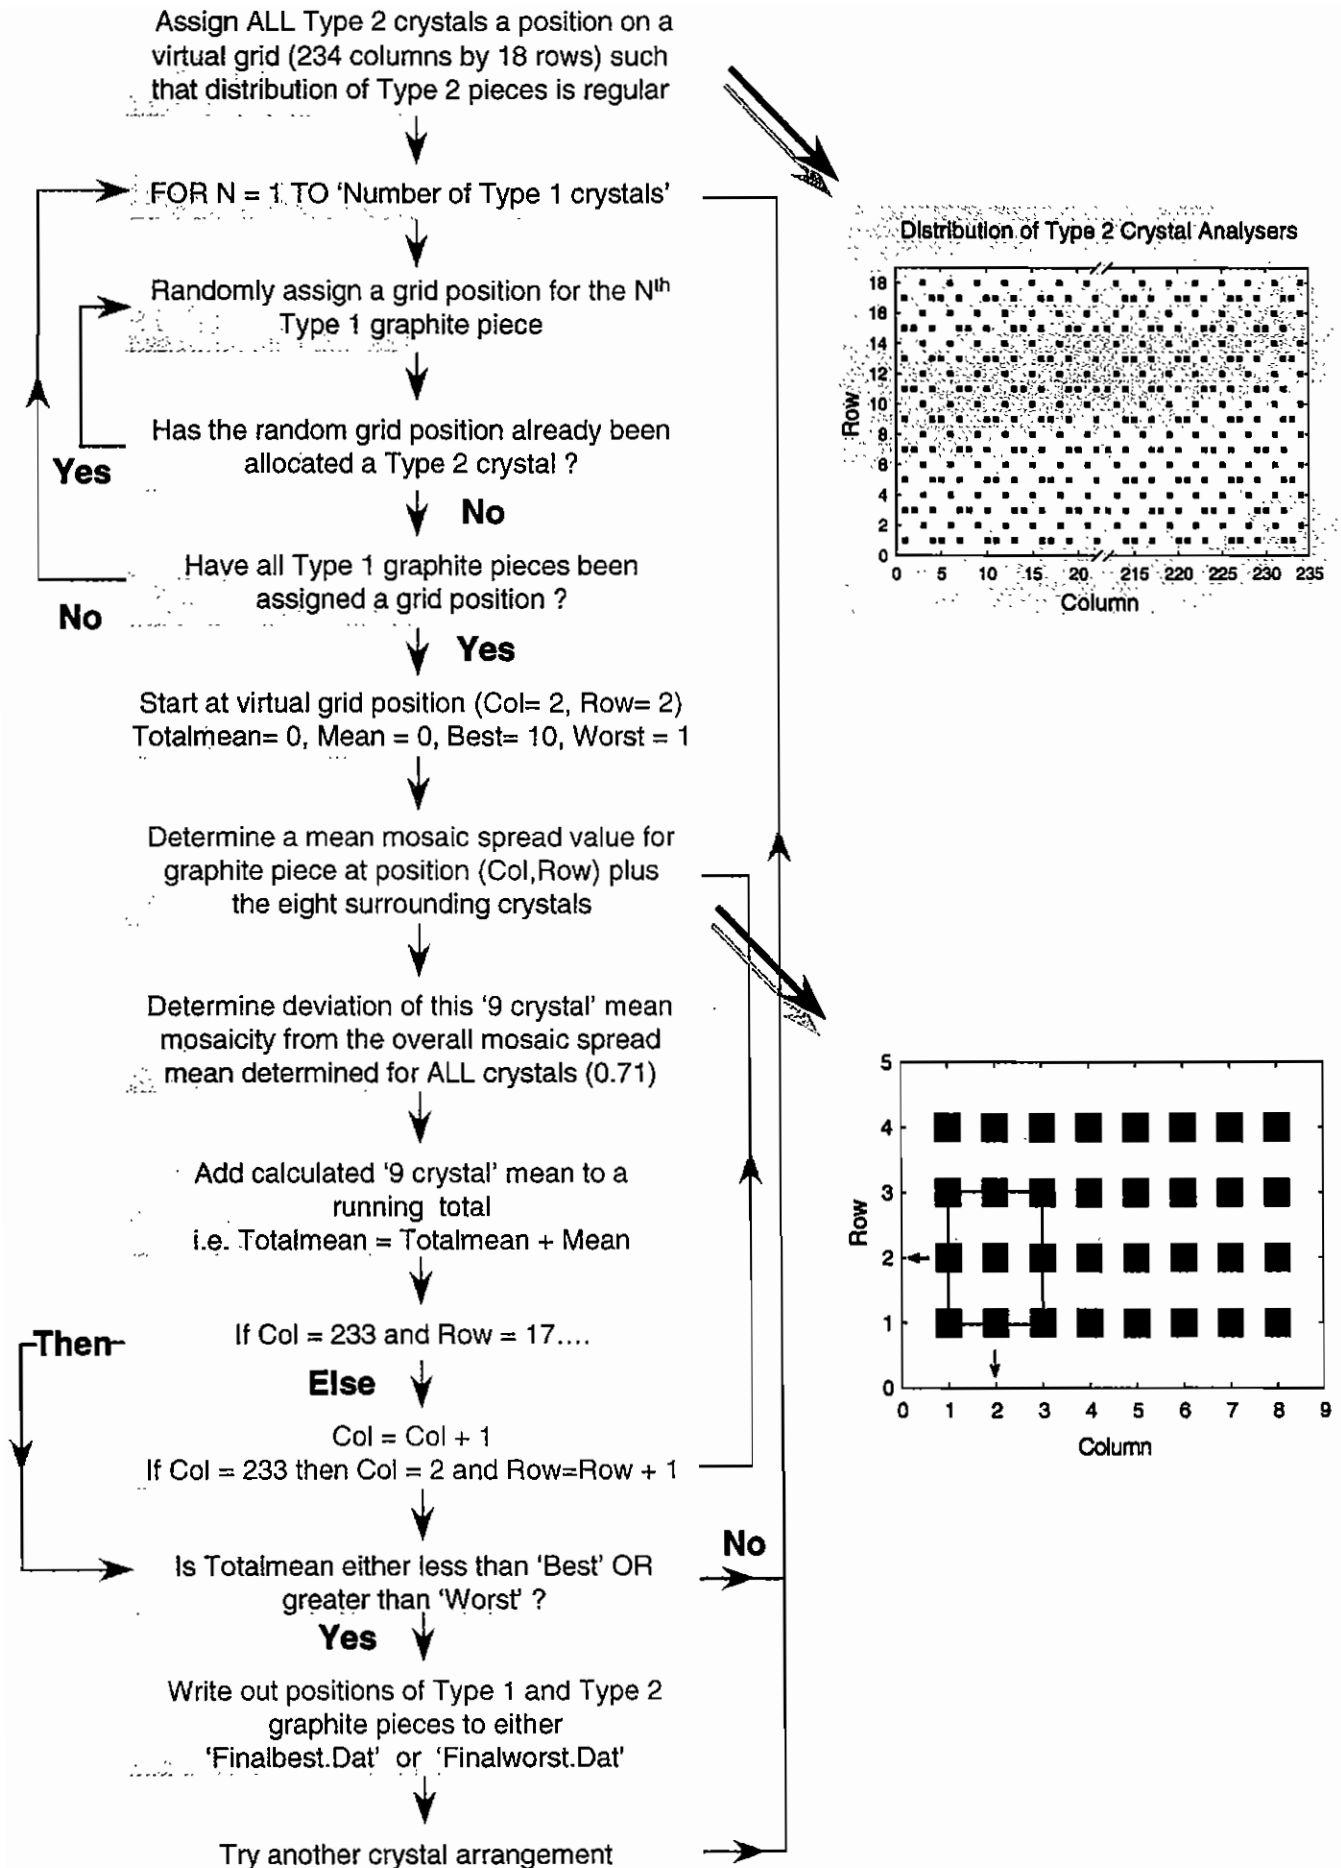 Assign ALL Type 2 crystals a position on a
virtual grid (234 columns by 18 rows) such
that distribution of Type 2 pieces is regular
FOR N = 1 TO 'Number of Type 1 crystals'
Randomly assign a grid position for the Nth
Type 1 graphite piece
Has the random grid position already been
allocated a Type 2 crystal ?
Yes
No
Have all Type 1 graphite pieces been
assigned a grid position ?
No
Yes
Start at virtual grid position (Col= 2, Row= 2)
Totalmean= 0, Mean = 0, Best= 10, Worst = 1
Determine a mean mosaic spread value for
graphite piece at position (Col,Row) plus
the eight surrounding crystals
Determine deviation of this '9 crystal' mean
mosaicity from the overall mosaic spread
mean determined for ALL crystals (0.71)
Add calculated '9 crystal' mean to a
running total
i.e. Totalmean = Totalmean + Mean
Then
If Col = 233 and Row = 17....
Else
Col = Col + 1
If Col = 233 then Col = 2 and Row=Row + 1
Is Totalmean either less than 'Best' OR
greater than 'Worst' ?
No
Yes
Write out positions of Type 1 and Type 2
graphite pieces to either
'Finalbest.Dat' or 'Finalworst.Dat'
Try another crystal arrangement
Distribution of Type 2 Crystal Analysers
18
16
14
12
10
8
6
4
2
0
Row
0 5 10 15 20 215 220 225 230 235
Column
5
4
3
2
1
0
Row
0 1 2 3 4 5 6 7 8 9
Column